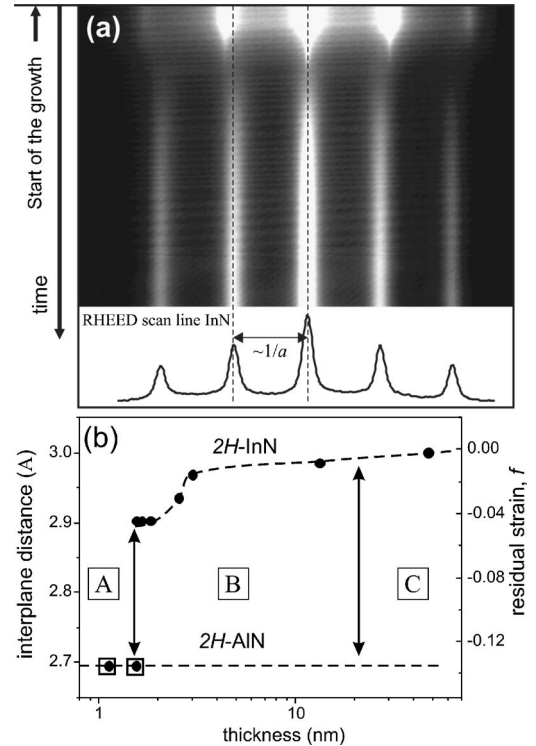 (a)
Start of the growth
time
RHEED scan line InN
~1/a
(b)
2H-InN
A
B
C
2H-AlN
interplane distance (A)
3.0
2.9
2.8
2.7
residual strain, f
0.00
-0.04
-0.08
-0.12
1
10
thickness (nm)